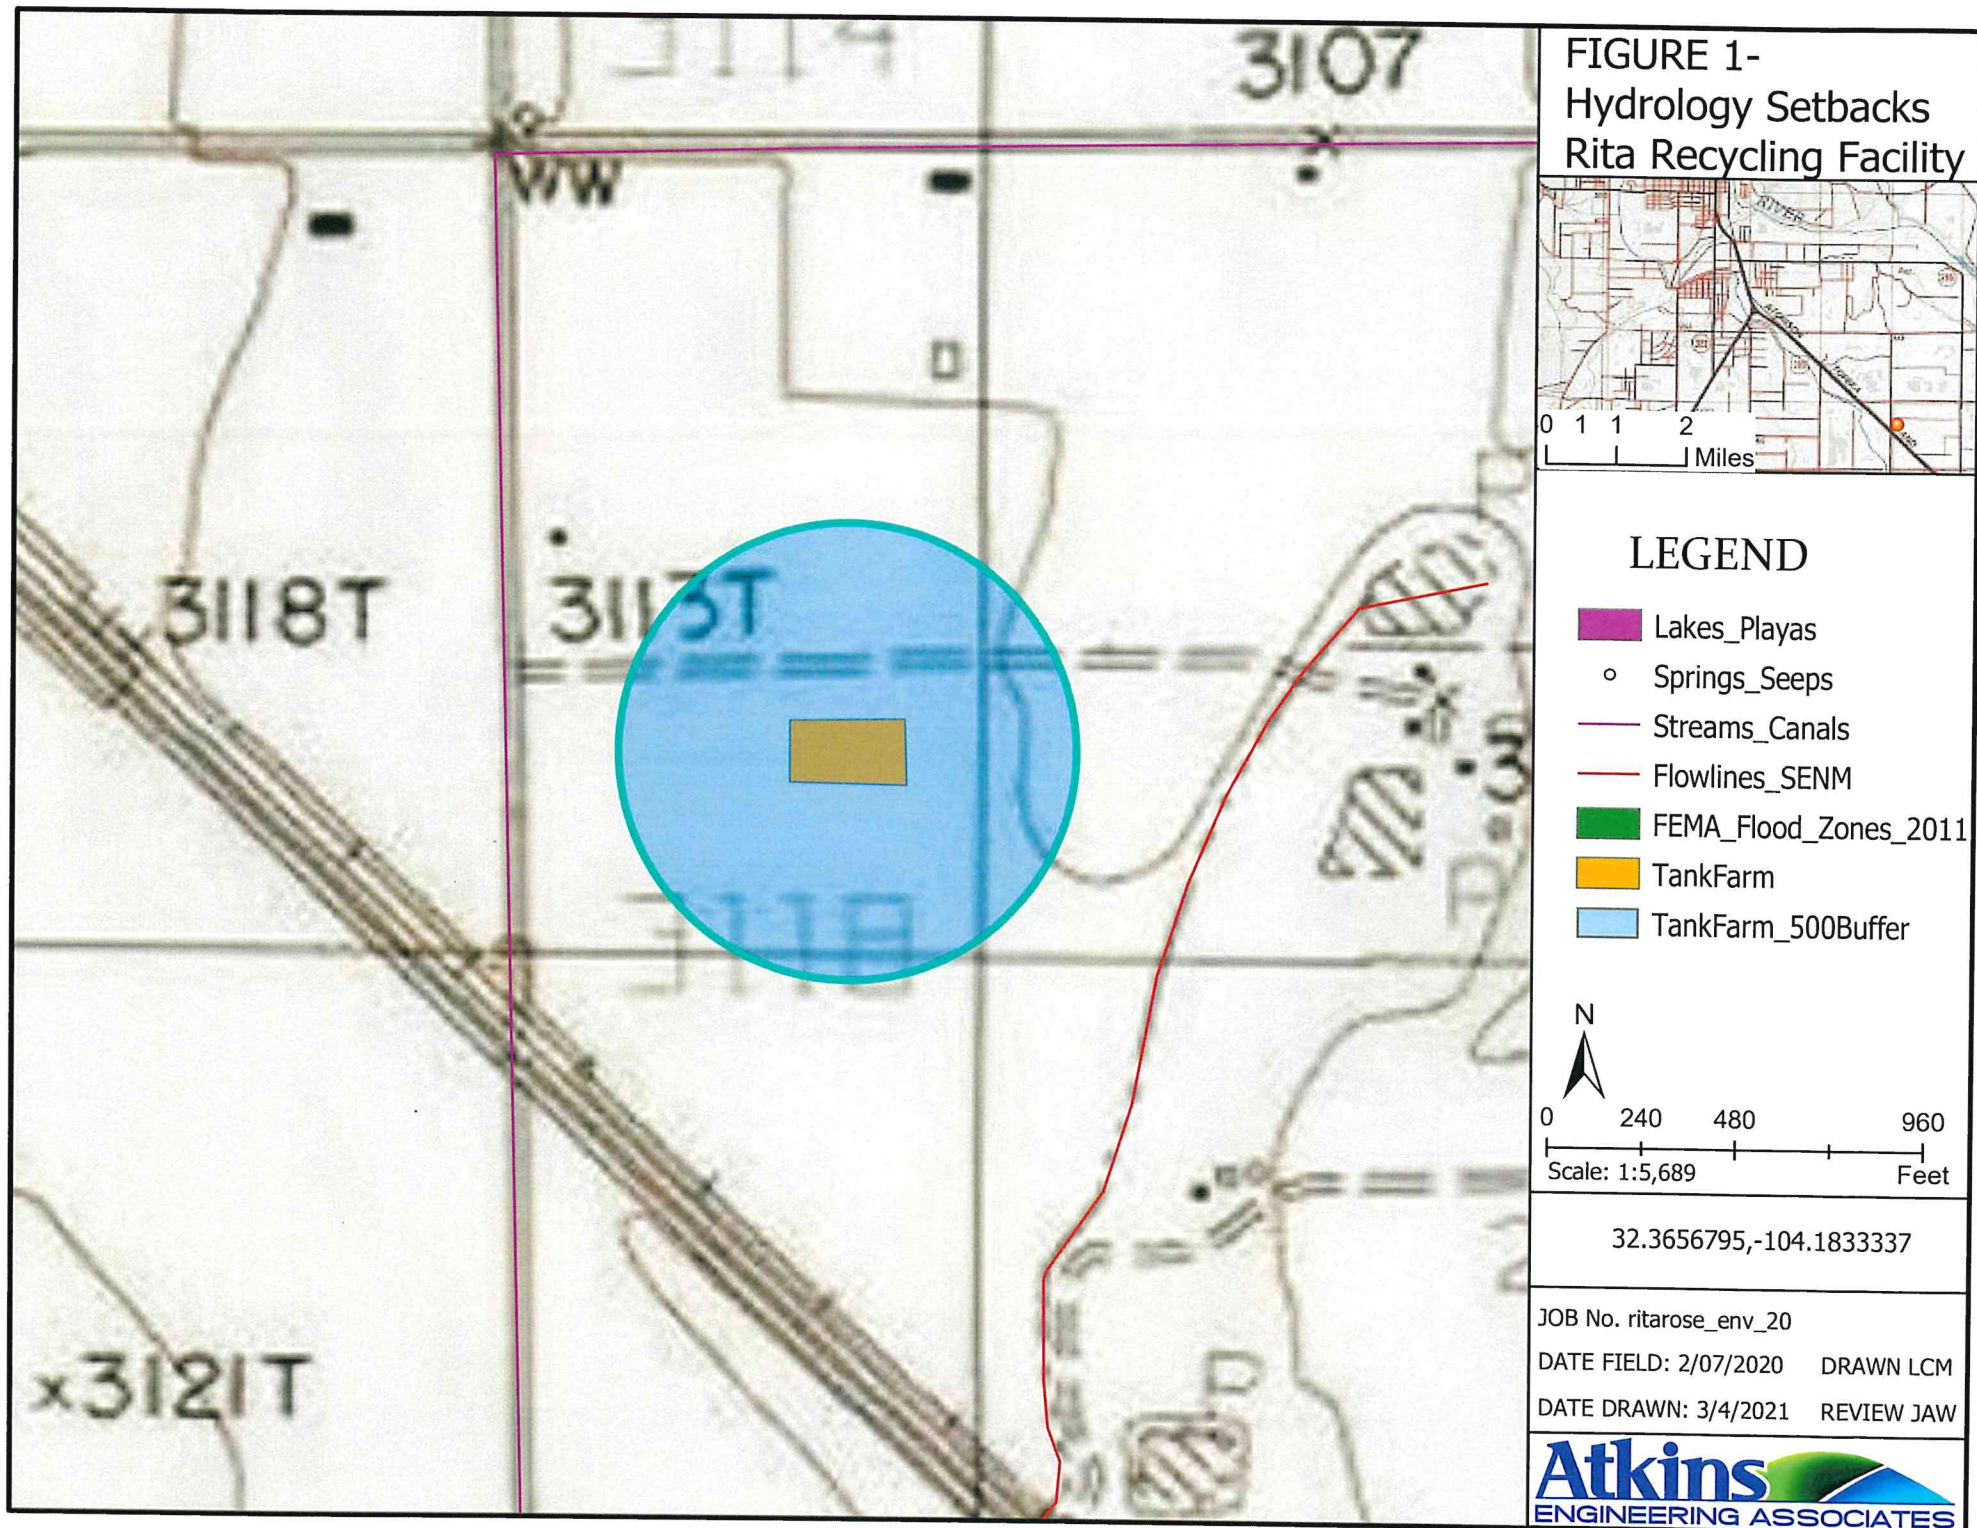 3114
3107
WW
3118T
3113T
3118
x3121T
FIGURE 1-
Hydrology Setbacks
Rita Recycling Facility
RIVER
0 1 1 2
Miles
LEGEND
Lakes_Playas
Springs_Seeps
Streams_Canals
Flowlines_SENM
FEMA_Flood_Zones_2011
TankFarm
TankFarm_500Buffer
N
0 240 480 960
Scale: 1:5,689 Feet
32.3656795,-104.1833337
JOB No. ritarose_env_20
DATE FIELD: 2/07/2020 DRAWN LCM
DATE DRAWN: 3/4/2021 REVIEW JAW
Atkins
ENGINEERING ASSOCIATES